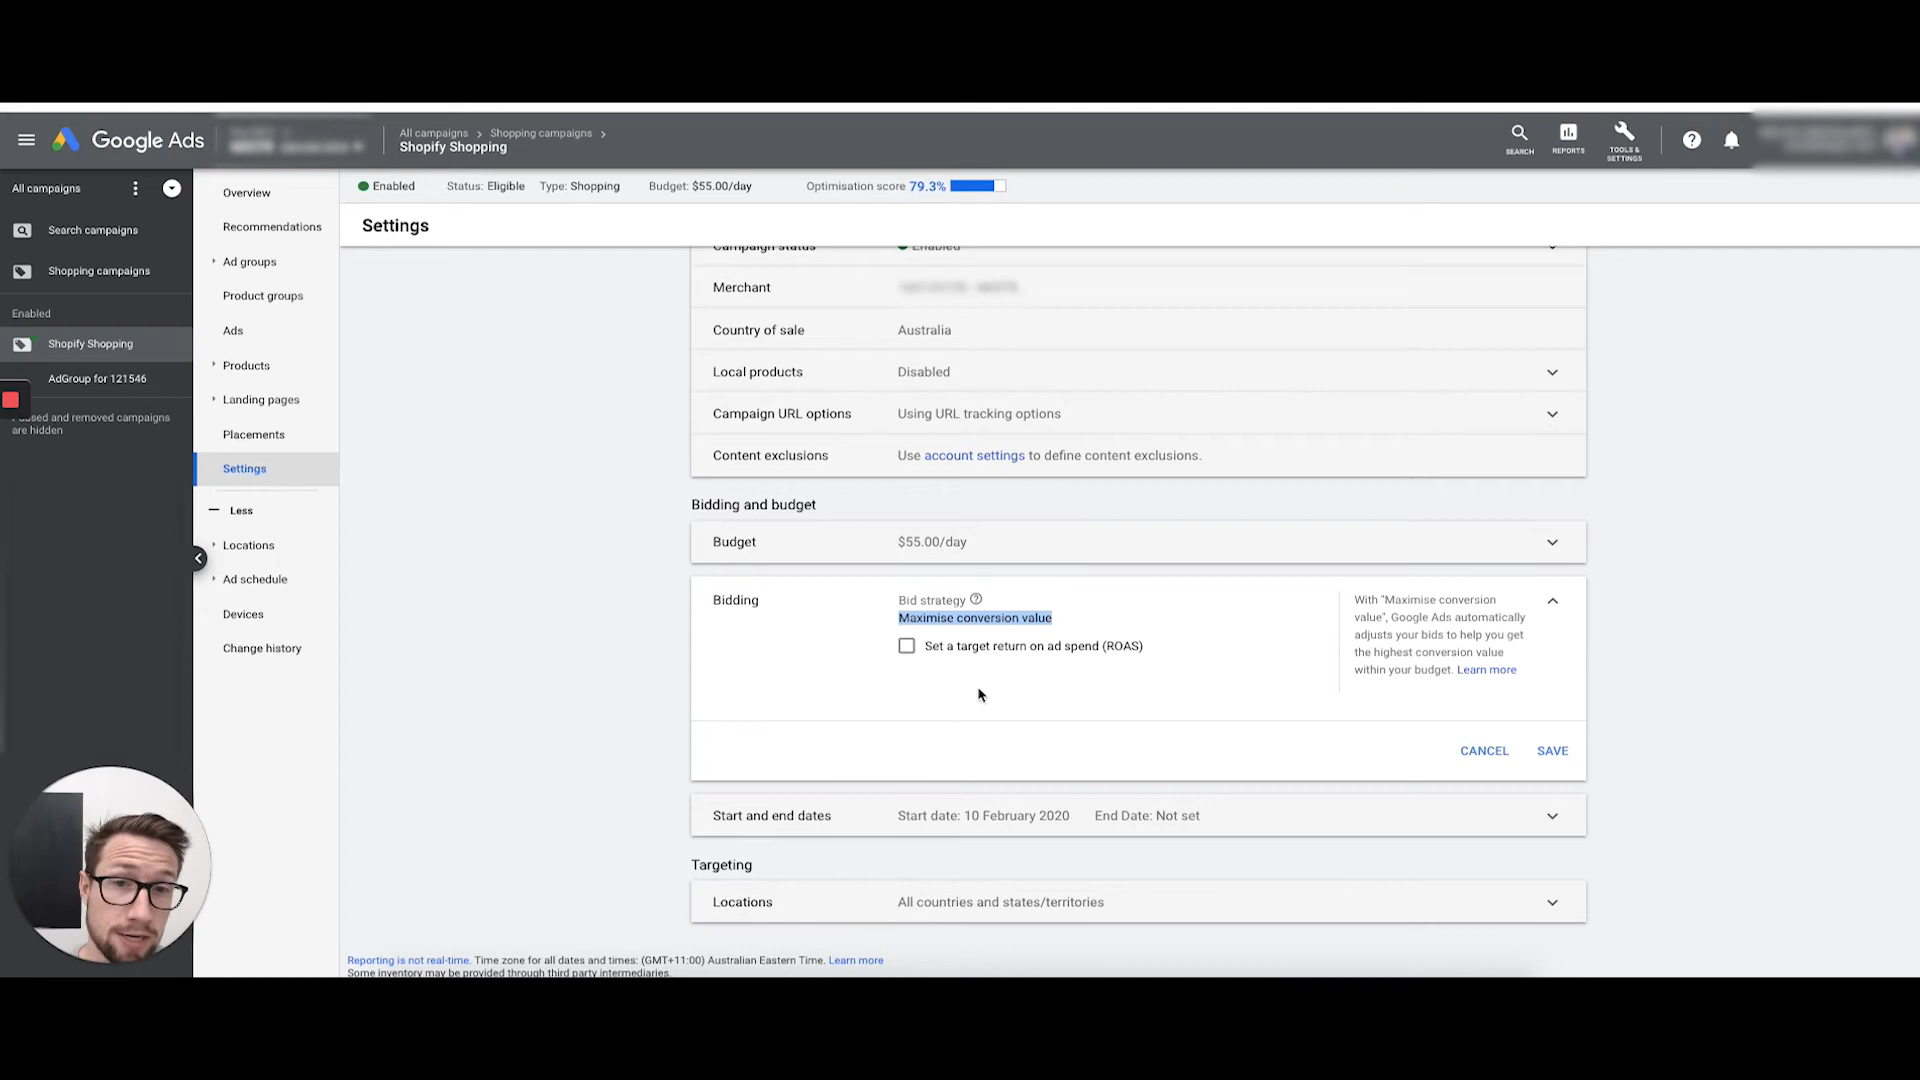 Google Ads
All campaigns > Shopping campaigns >
Shopify Shopping
SEARCH
REPORTS
TOOLS &
SETTINGS
All campaigns
Search campaigns
Shopping campaigns
Enabled
Shopify Shopping
AdGroup for 121546
and removed campaigns
are hidden
Overview
Recommendations
Ad groups
Product groups
Ads
Products
Landing pages
Placements
Settings
Less
Locations
Ad schedule
Devices
Change history
Enabled Status: Eligible Type: Shopping Budget: $55.00/day Optimisation score 79.3%
Settings
Campaign status Enabled
Merchant
Country of sale Australia
Local products Disabled
Campaign URL options Using URL tracking options
Content exclusions Use account settings to define content exclusions.
Bidding and budget
Budget $55.00/day
Bidding Bid strategy
Maximise conversion value
Set a target return on ad spend (ROAS)
With "Maximise conversion
value", Google Ads automatically
adjusts your bids to help you get
the highest conversion value
within your budget. Learn more
CANCEL SAVE
Start and end dates Start date: 10 February 2020 End Date: Not set
Targeting
Locations All countries and states/territories
Reporting is not real-time. Time zone for all dates and times: (GMT+11:00) Australian Eastern Time. Learn more
Some inventory may be provided through third party intermediaries.